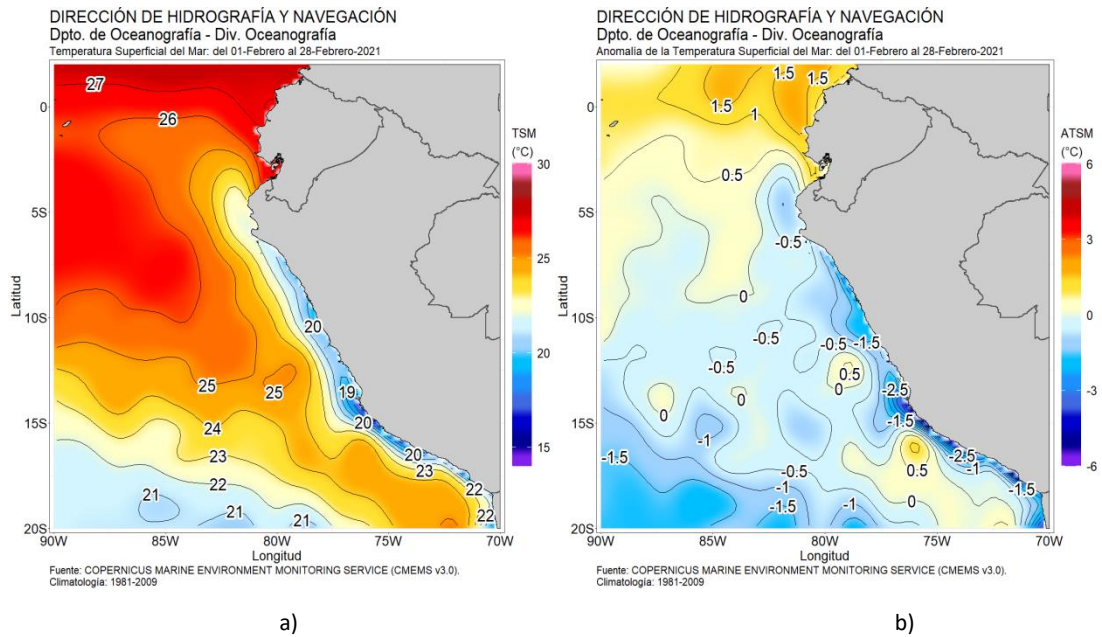 DIRECCIÓN DE HIDROGRAFÍA Y NAVEGACIÓN
Dpto. de Oceanografía - Div. Oceanografía
Temperatura Superficial del Mar: del 01-Febrero al 28-Febrero-2021
27
26
25
25
24
23
22
21
21
21
20
19
20
20
23
22
22
0
5S
10S
15S
20S
Latitud
90W
85W
80W
75W
70W
Longitud
TSM
(°C)
30
25
20
15
Fuente: COPERNICUS MARINE ENVIRONMENT MONITORING SERVICE (CMEMS v3.0).
Climatología: 1981-2009
a)
DIRECCIÓN DE HIDROGRAFÍA Y NAVEGACIÓN
Dpto. de Oceanografía - Div. Oceanografía
Anomalia de la Temperatura Superficial del Mar: del 01-Febrero al 28-Febrero-2021
1.5
1.5
1.5
1
0.5
-0.5
0
-0.5
-0.5
-1.5
-0.5
0.5
0
0
0
-2.5
-1.5
-1
-1.5
-0.5
0.5
-2.5
-1
-1
-1.5
-1
0
-1.5
0
5S
10S
15S
20S
Latitud
90W
85W
80W
75W
70W
Longitud
ATSM
(°C)
6
3
0
-3
-6
Fuente: COPERNICUS MARINE ENVIRONMENT MONITORING SERVICE (CMEMS v3.0).
Climatología: 1981-2009
b)